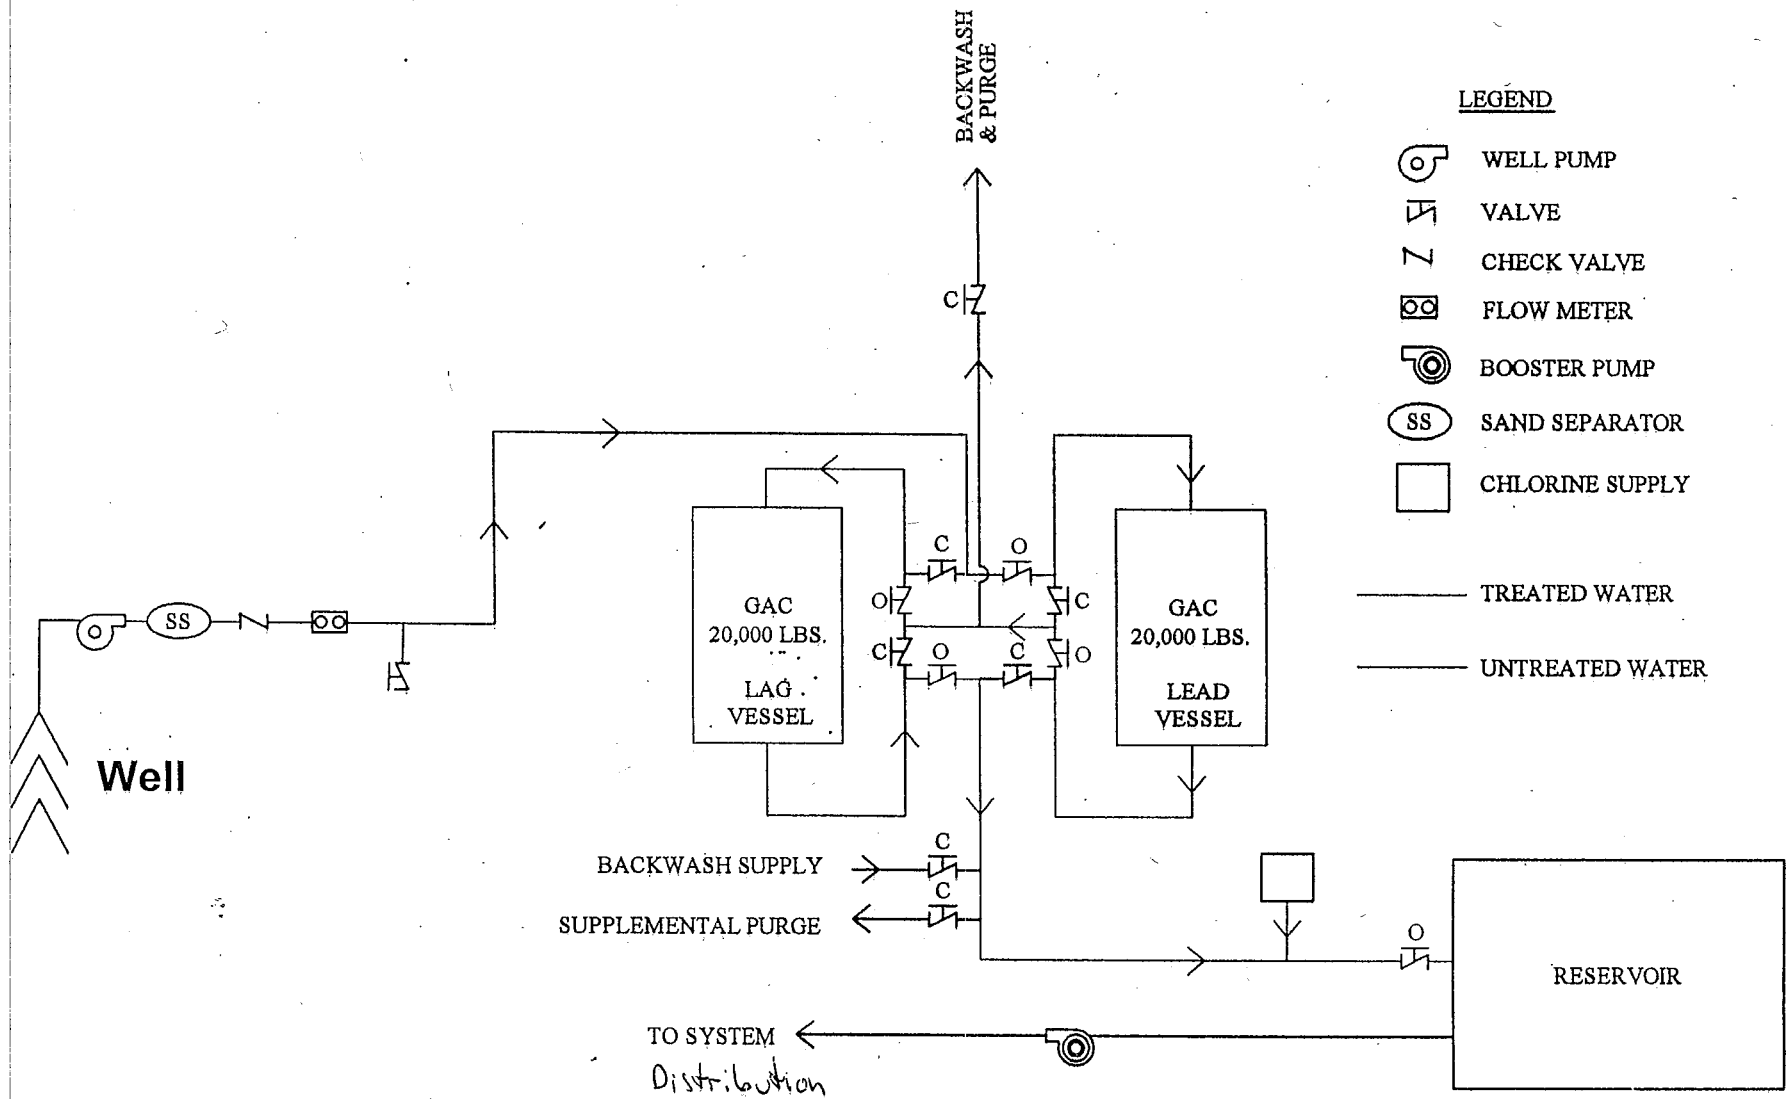 BACKWASH
& PURGE
LEGEND
WELL PUMP
VALVE
CHECK VALVE
FLOW METER
BOOSTER PUMP
SS SAND SEPARATOR
CHLORINE SUPPLY
TREATED WATER
UNTREATED WATER
C
C O
O C
C O
O C
SS
GAC
20,000 LBS.
LAG
VESSEL
GAC
20,000 LBS.
LEAD
VESSEL
Well
BACKWASH SUPPLY C
SUPPLEMENTAL PURGE C
O
RESERVOIR
TO SYSTEM
Distribution